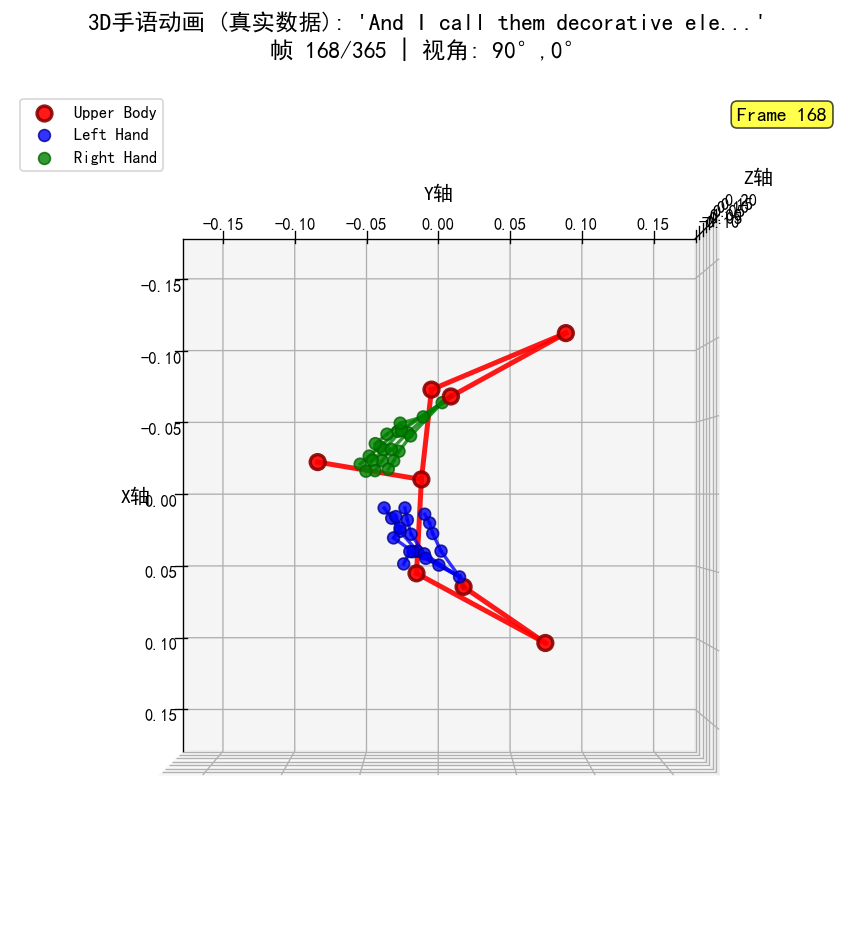 3D手语动画 (真实数据): 'And I call them decorative ele...'
帧 168/365 | 视角: 90°,0°
Upper Body
Left Hand
Right Hand
Frame 168
Z轴
Y轴
-0.15 -0.10 -0.05 0.00 0.05 0.10 0.15
-0.15
-0.10
-0.05
X轴
0.00
0.05
0.10
0.15